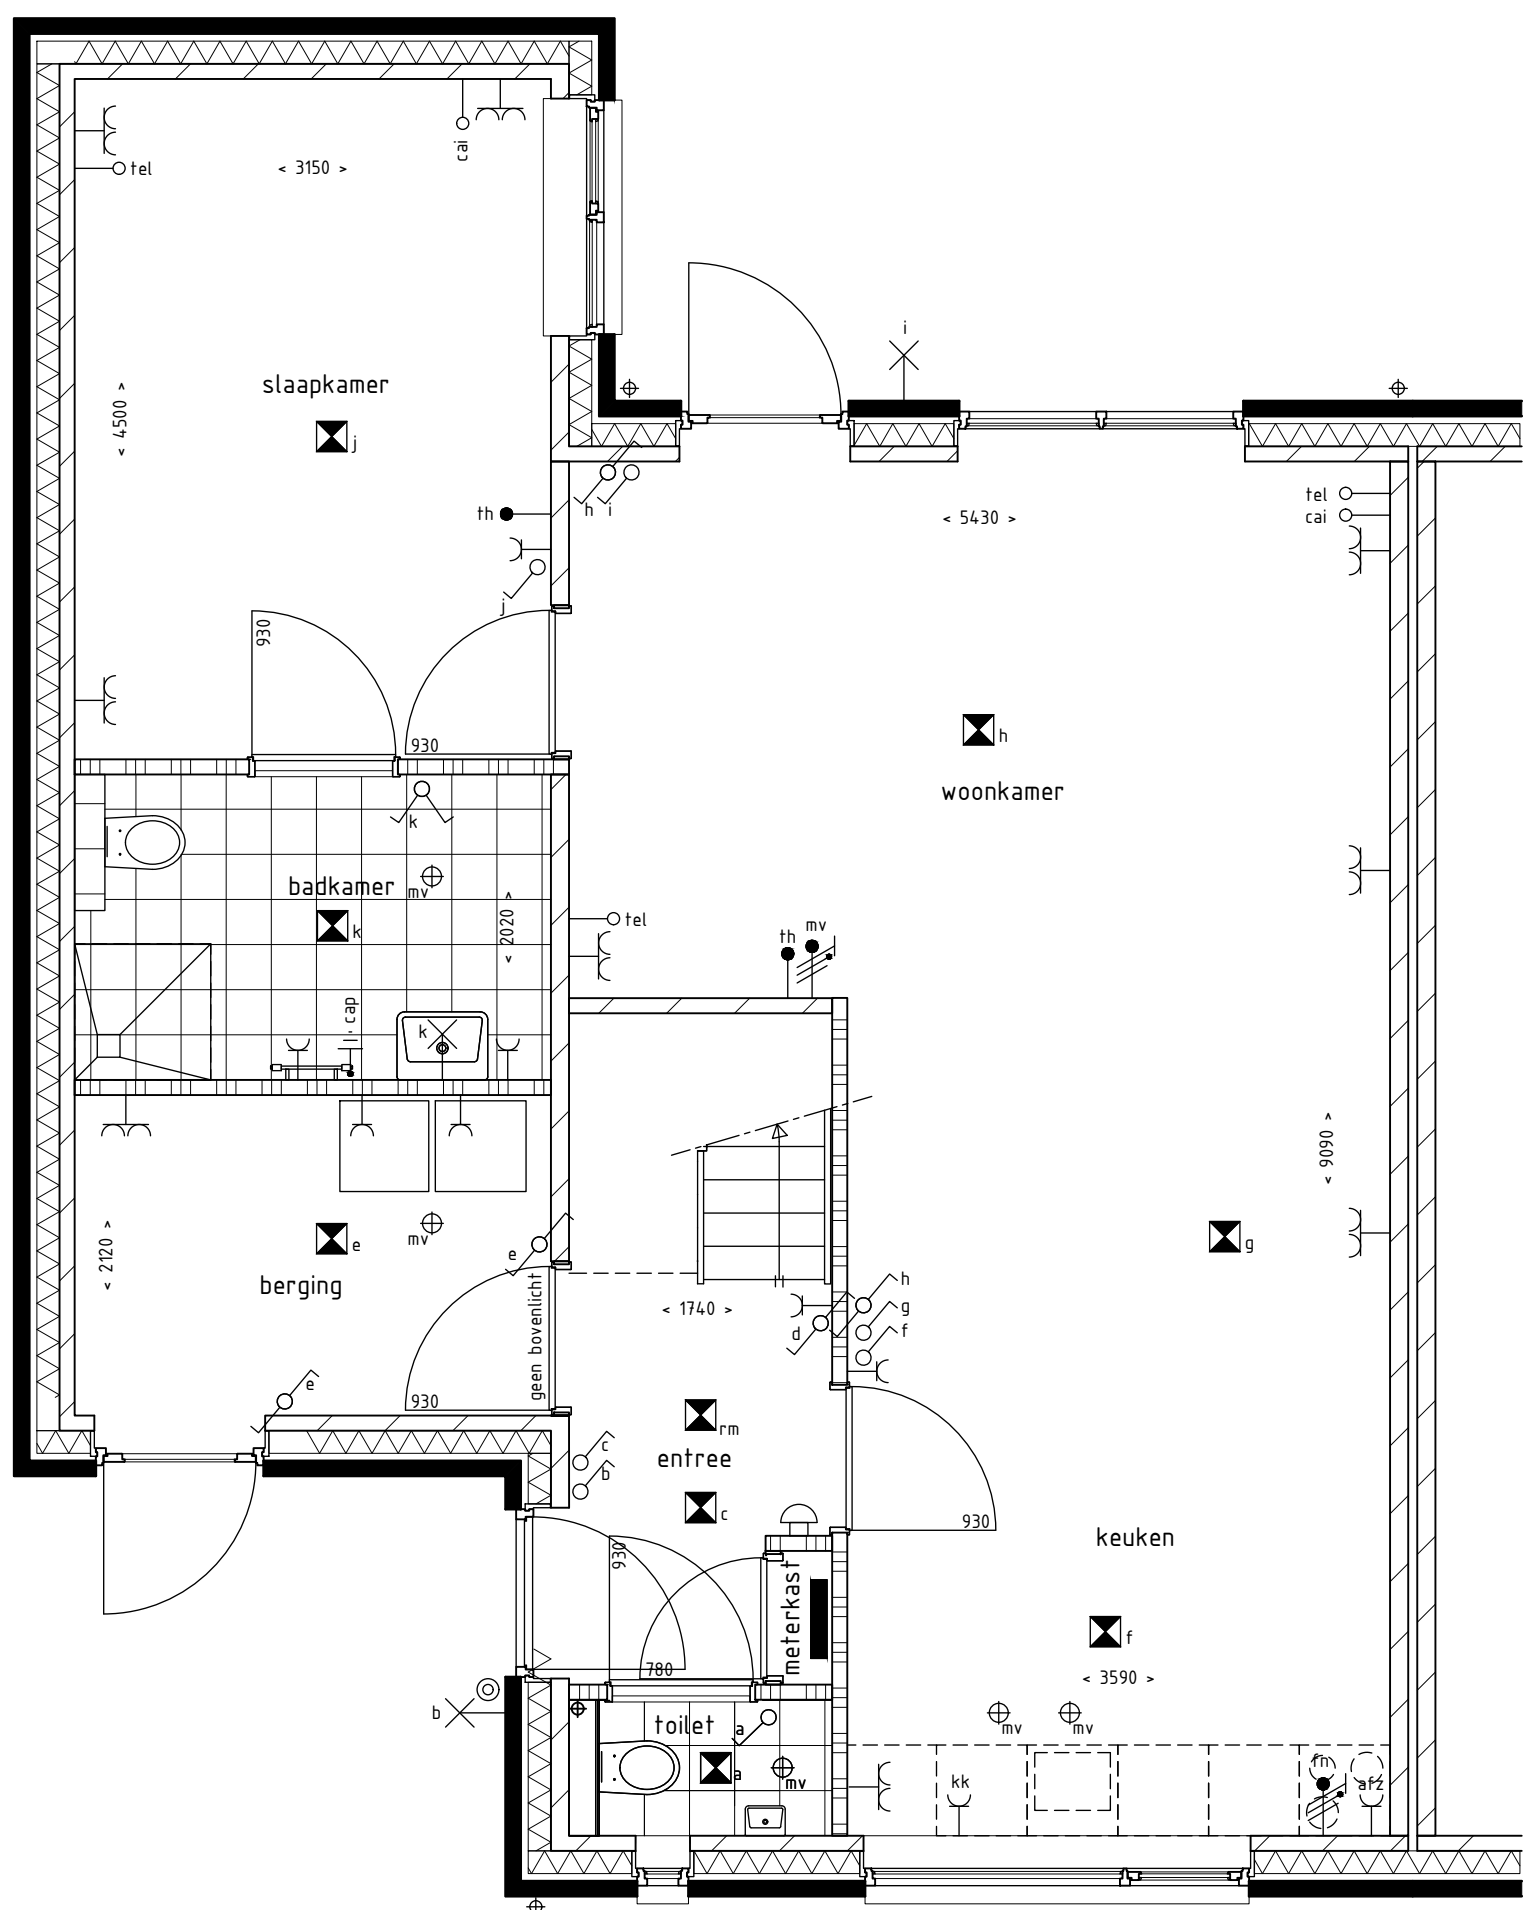 tel
cai
< 3150 >
i
slaapkamer
< 4500 >
j
h i
tel
cai
< 5430 >
th
j
930
930
h
woonkamer
k
badkamer
mv
k
< 2020 >
tel
th
mv
cap
k
< 9090 >
e
mv
e
g
< 2120 >
berging
geen bovenlicht
< 1740 >
d
h
g
f
e
930
rm
c
entree
b
c
930
930
keuken
meterkast
f
780
< 3590 >
b
toilet
a
a
mv
mv
mv
kk
fn
afz